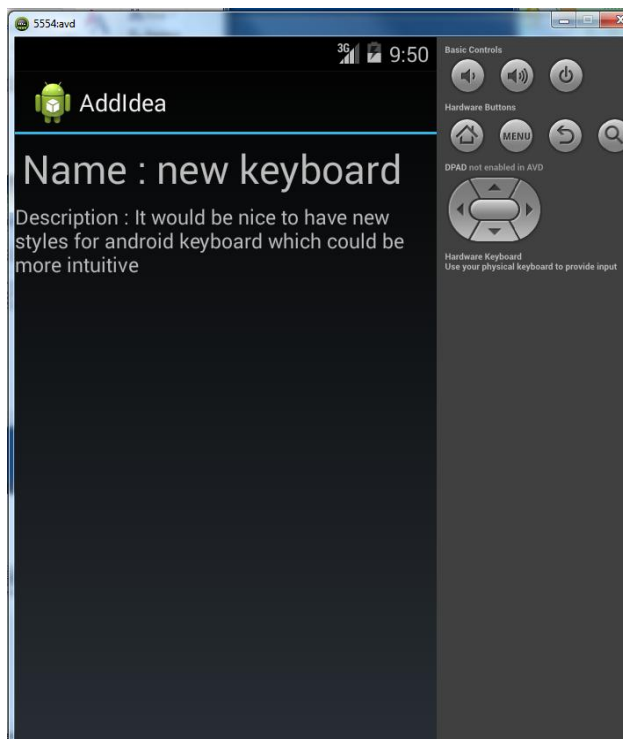 5554:avd
3G 9:50
AddIdea
Name : new keyboard
Description : It would be nice to have new
styles for android keyboard which could be
more intuitive
Basic Controls
Hardware Buttons
MENU
DPAD not enabled in AVD
Hardware Keyboard
Use your physical keyboard to provide input